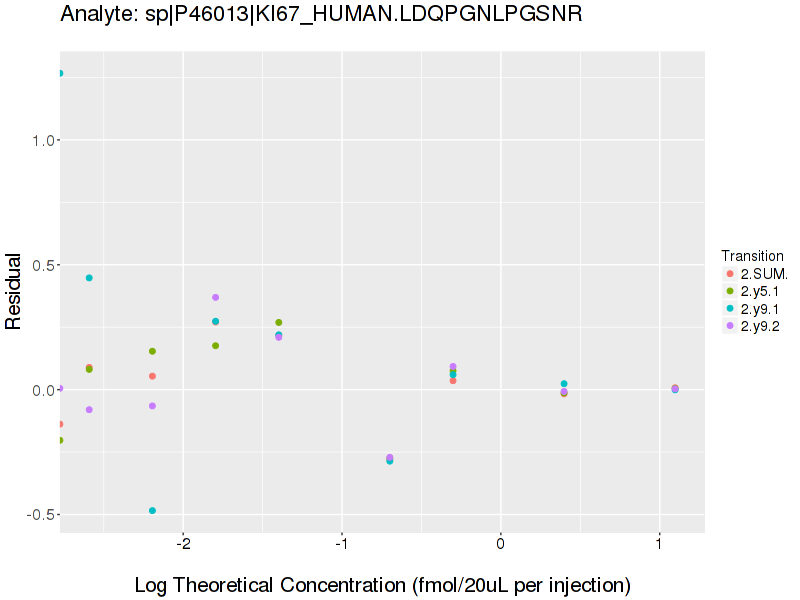 Analyte: sp|P46013|KI67_HUMAN.LDQPGNLPGSNR
1.0
0.5
0.0
-0.5
Residual
-2
-1
0
1
Log Theoretical Concentration (fmol/20uL per injection)
Transition
2.SUM.
2.y5.1
2.y9.1
2.y9.2